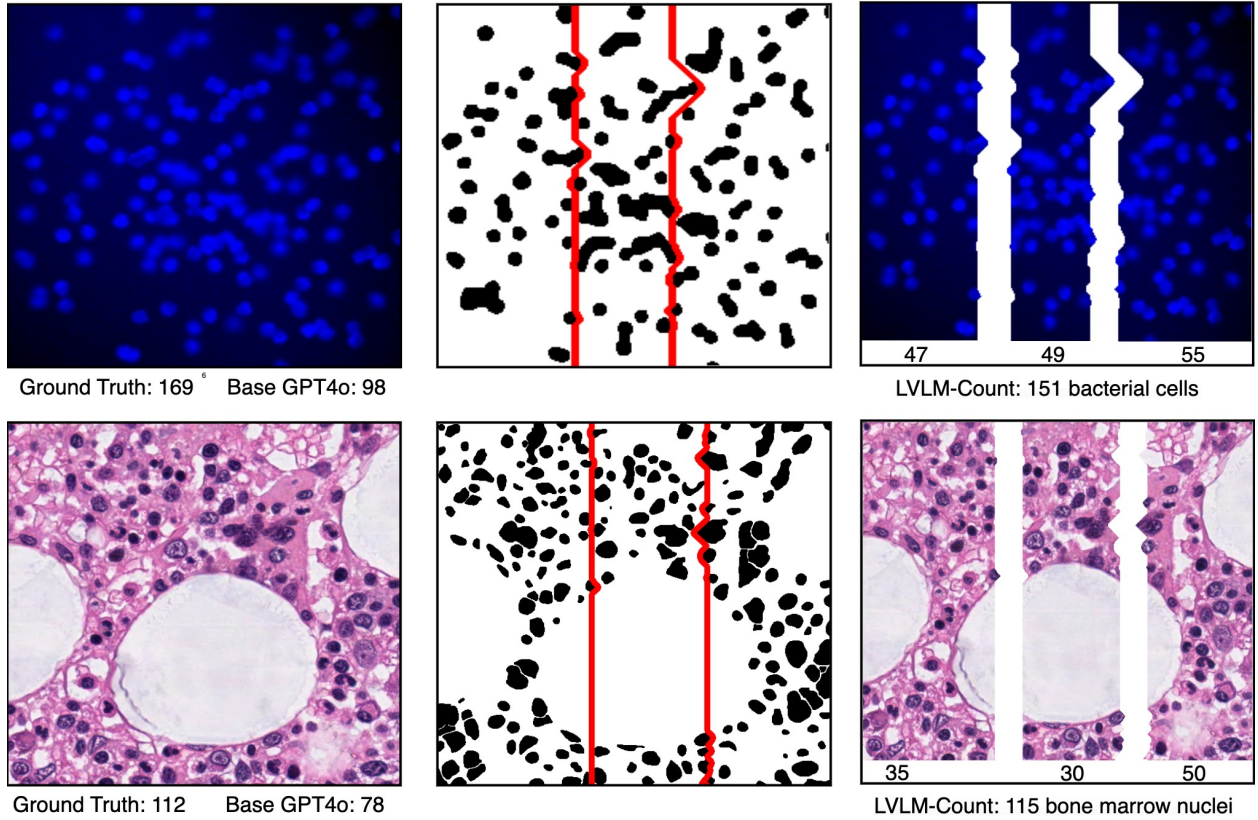 47 49 55
Ground Truth: 169 6 Base GPT4o: 98
LVLM-Count: 151 bacterial cells
35 30 50
Ground Truth: 112 Base GPT4o: 78
LVLM-Count: 115 bone marrow nuclei